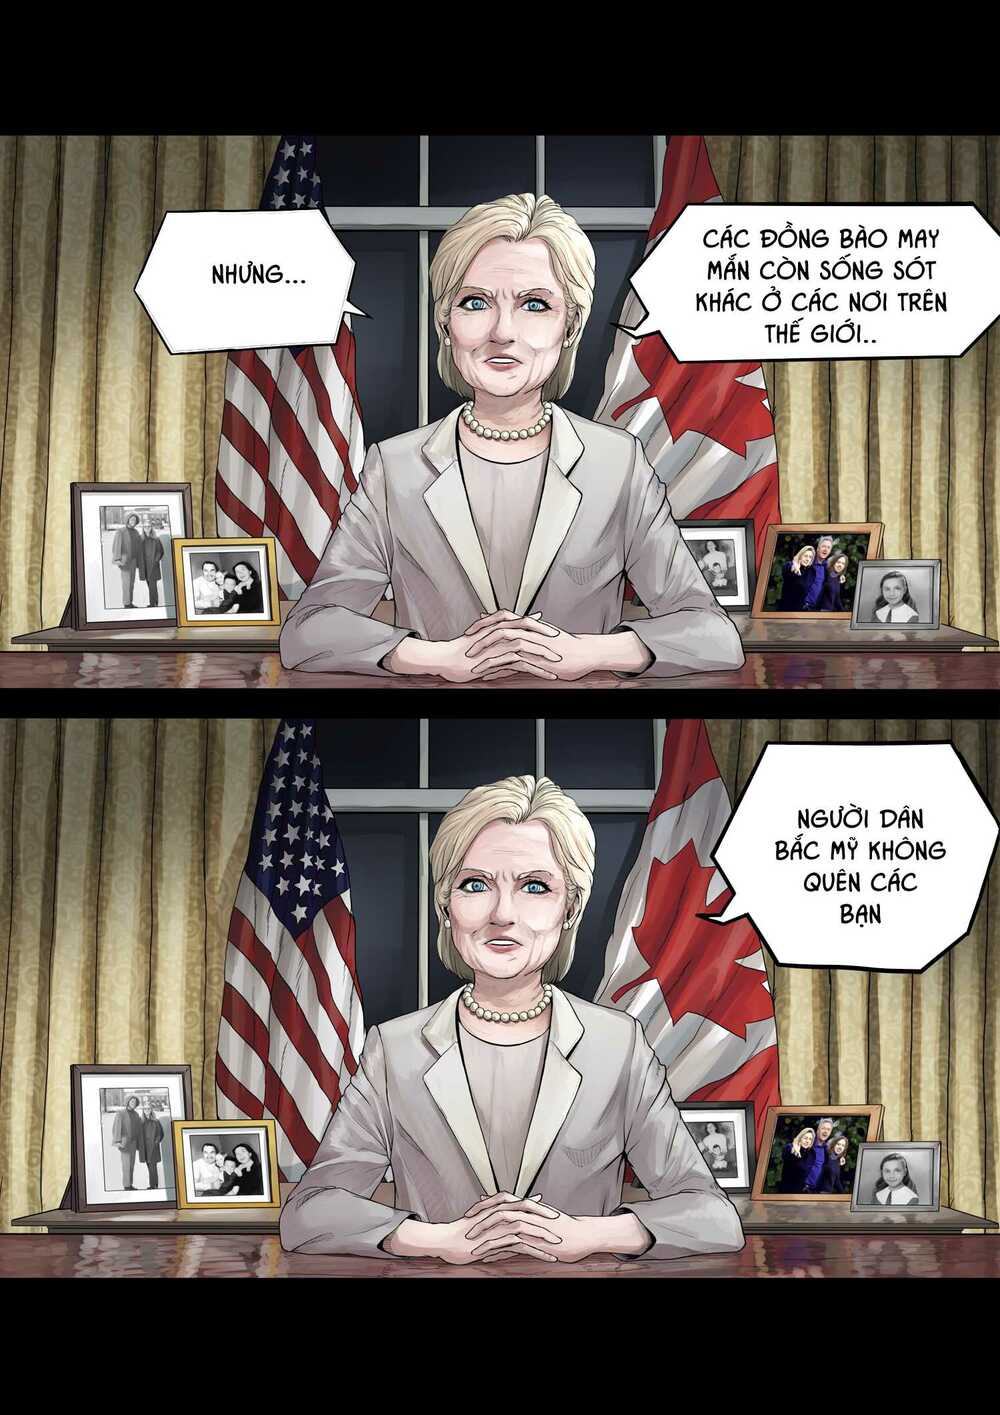 NHƯNG...
CÁC ĐỒNG BÀO MAY
MẮN CÒN SỐNG SÓT
KHÁC Ở CÁC NƠI TRÊN
THẾ GIỚI..
NGƯỜI DÂN
BẮC MỸ KHÔNG
QUÊN CÁC
BẠN